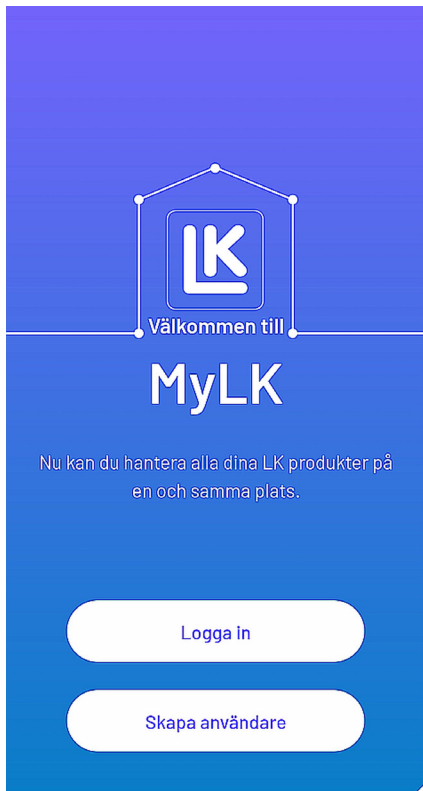 LK
Välkommen till
MyLK
Nu kan du hantera alla dina LK produkter på
en och samma plats.
Logga in
Skapa användare